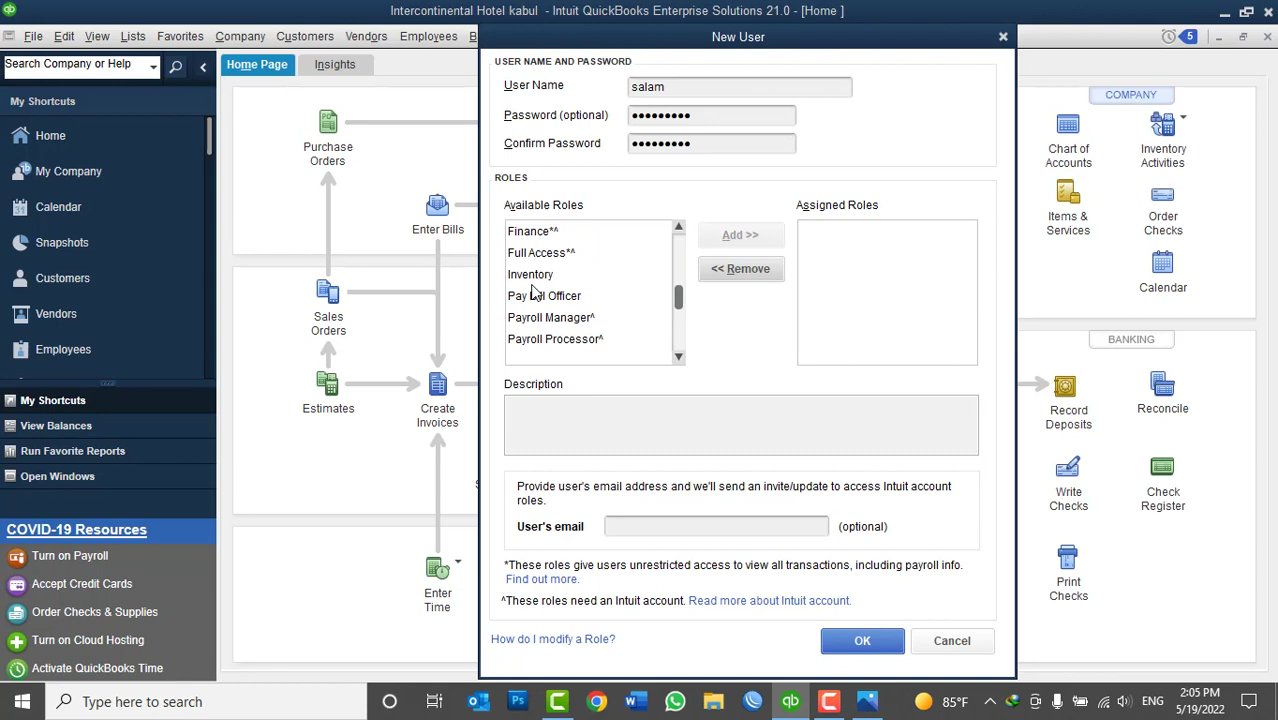 Intercontinental Hotel kabul - Intuit QuickBooks Enterprise Solutions 21.0 - [Home ]
File Edit View Lists Favorites Company Customers Vendors Employees B
5
New User
Search Company or Help
Home Page Insights
My Shortcuts
Home
My Company
Calendar
Snapshots
Customers
Vendors
Employees
My Shortcuts
View Balances
Run Favorite Reports
Open Windows
COVID-19 Resources
Turn on Payroll
Accept Credit Cards
Order Checks & Supplies
Turn on Cloud Hosting
Activate QuickBooks Time
Purchase
Orders
Enter Bills
Sales
Orders
Estimates
Create
Invoices
Enter
Time
USER NAME AND PASSWORD
User Name salam
Password (optional)
Confirm Password
ROLES
Available Roles
Assigned Roles
Finance*^
Full Access*^
Inventory
Payroll Officer
Payroll Manager^
Payroll Processor^
Add >>
<< Remove
Description
Provide user's email address and we'll send an invite/update to access Intuit account
roles.
User's email (optional)
*These roles give users unrestricted access to view all transactions, including payroll info.
Find out more.
^These roles need an Intuit account. Read more about Intuit account.
How do I modify a Role?
OK
Cancel
COMPANY
Chart of
Accounts
Inventory
Activities
Items &
Services
Order
Checks
Calendar
BANKING
Record
Deposits
Reconcile
Write
Checks
Check
Register
Print
Checks
Type here to search
85°F
ENG
2:05 PM
5/19/2022